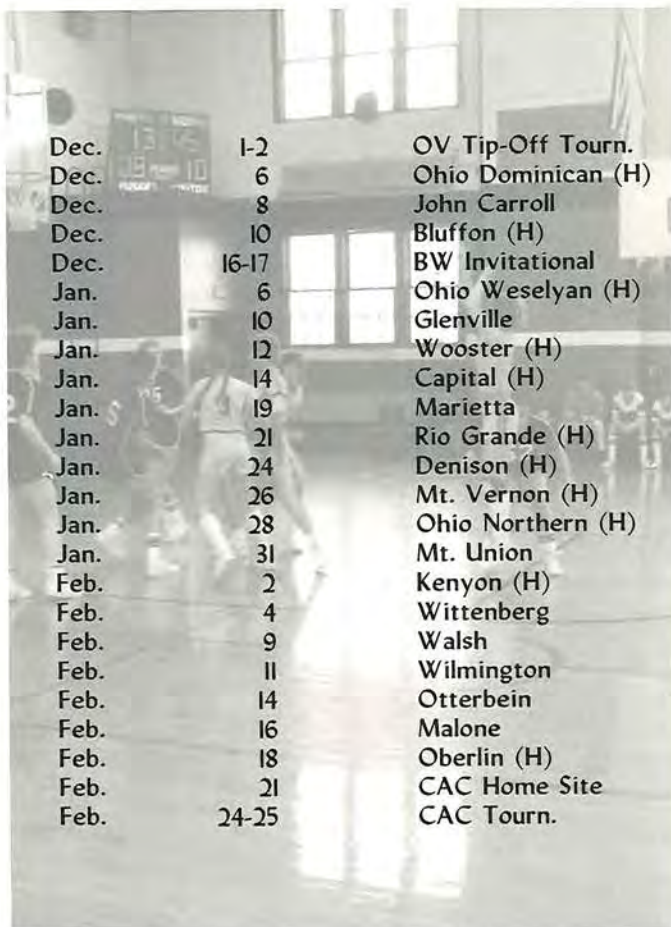 Dec. 1-2 OV Tip-Off Tourn.
Dec. 6 Ohio Dominican (H)
Dec. 8 John Carroll
Dec. 10 Bluffon (H)
Dec. 16-17 BW Invitational
Jan. 6 Ohio Weselyan (H)
Jan. 10 Glenville
Jan. 12 Wooster (H)
Jan. 14 Capital (H)
Jan. 19 Marietta
Jan. 21 Rio Grande (H)
Jan. 24 Denison (H)
Jan. 26 Mt. Vernon (H)
Jan. 28 Ohio Northern (H)
Jan. 31 Mt. Union
Feb. 2 Kenyon (H)
Feb. 4 Wittenberg
Feb. 9 Walsh
Feb. 11 Wilmington
Feb. 14 Otterbein
Feb. 16 Malone
Feb. 18 Oberlin (H)
Feb. 21 CAC Home Site
Feb. 24-25 CAC Tourn.